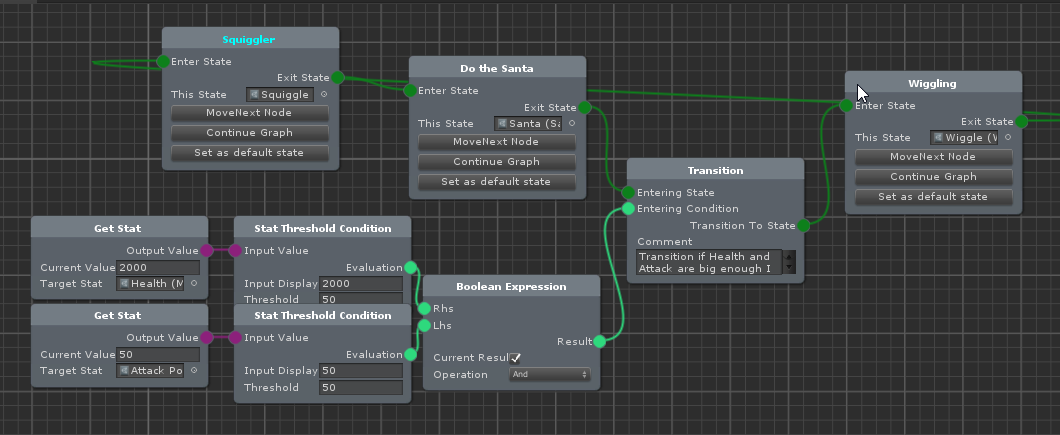 Squiggler
Enter State
Exit State
This State Squiggle
MoveNext Node
Continue Graph
Set as default state
Do the Santa
Enter State
Exit State
This State Santa (Sa
MoveNext Node
Continue Graph
Set as default state
Wiggling
Enter State
Exit State
This State Wiggle (
MoveNext Node
Continue Graph
Set as default state
Transition
Entering State
Entering Condition
Transition To State
Comment
Transition if Health and
Attack are big enough I
Get Stat
Output Value
Current Value 2000
Target Stat Health (M
Stat Threshold Condition
Input Value
Evaluation
Input Display 2000
Threshold 50
Get Stat
Output Value
Current Value 50
Target Stat Attack Po
Stat Threshold Condition
Input Value
Evaluation
Input Display 50
Threshold 50
Boolean Expression
Rhs
Lhs
Result
Current Resul
Operation And